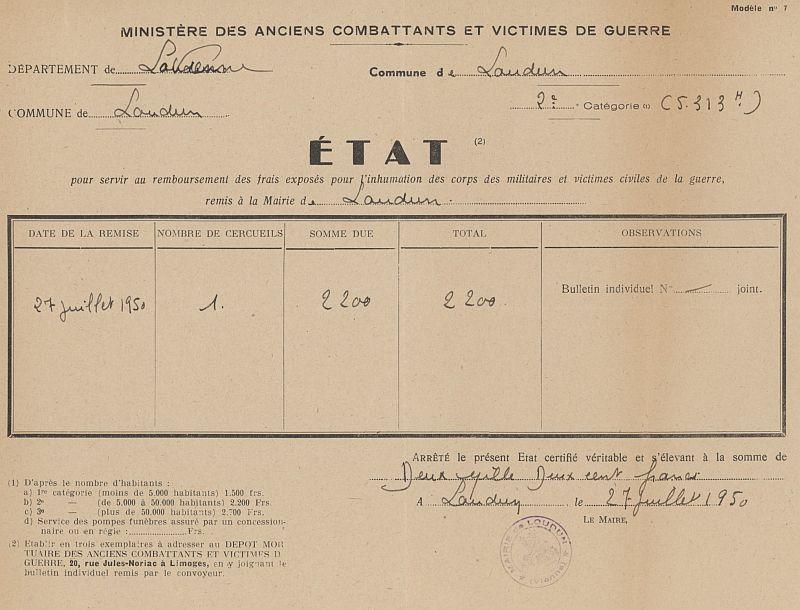 Modèle nº 7
MINISTÈRE DES ANCIENS COMBATTANTS ET VICTIMES DE GUERRE
DÉPARTEMENT de
Commune de Loudun
COMMUNE de Loudun
2e Catégorie (1) (5.313 H)
ÉTAT (2)
pour servir au remboursement des frais exposés pour l'inhumation des corps des militaires et victimes civiles de la guerre,
remis à la Mairie de Loudun.
DATE DE LA REMISE NOMBRE DE CERCUEILS SOMME DUE TOTAL OBSERVATIONS
27 juillet 1950 1. 2200 2200 Bulletin individuel Nº joint.
ARRÊTÉ le présent Etat certifié véritable et s'élevant à la somme de
Deux mille Deux cent francs
A Loudun, le 27 juillet 1950
LE MAIRE,
MAIRIE de LOUDUN
(1) D'après le nombre d'habitants :
a) 1re catégorie (moins de 5.000 habitants) 1.500 frs.
b) 2e — (de 5.000 à 50.000 habitants) 2.200 Frs.
c) 3e — (plus de 50.000 habitants) 2.700 Frs.
d) Service des pompes funèbres assuré par un concession-
naire ou en régie : Frs.
(2) Etablir en trois exemplaires à adresser au DEPOT MOR
TUAIRE DES ANCIENS COMBATTANTS ET VICTIMES D
GUERRE, 20, rue Jules-Noriac à Limoges, en y joignant le
bulletin individuel remis par le convoyeur.